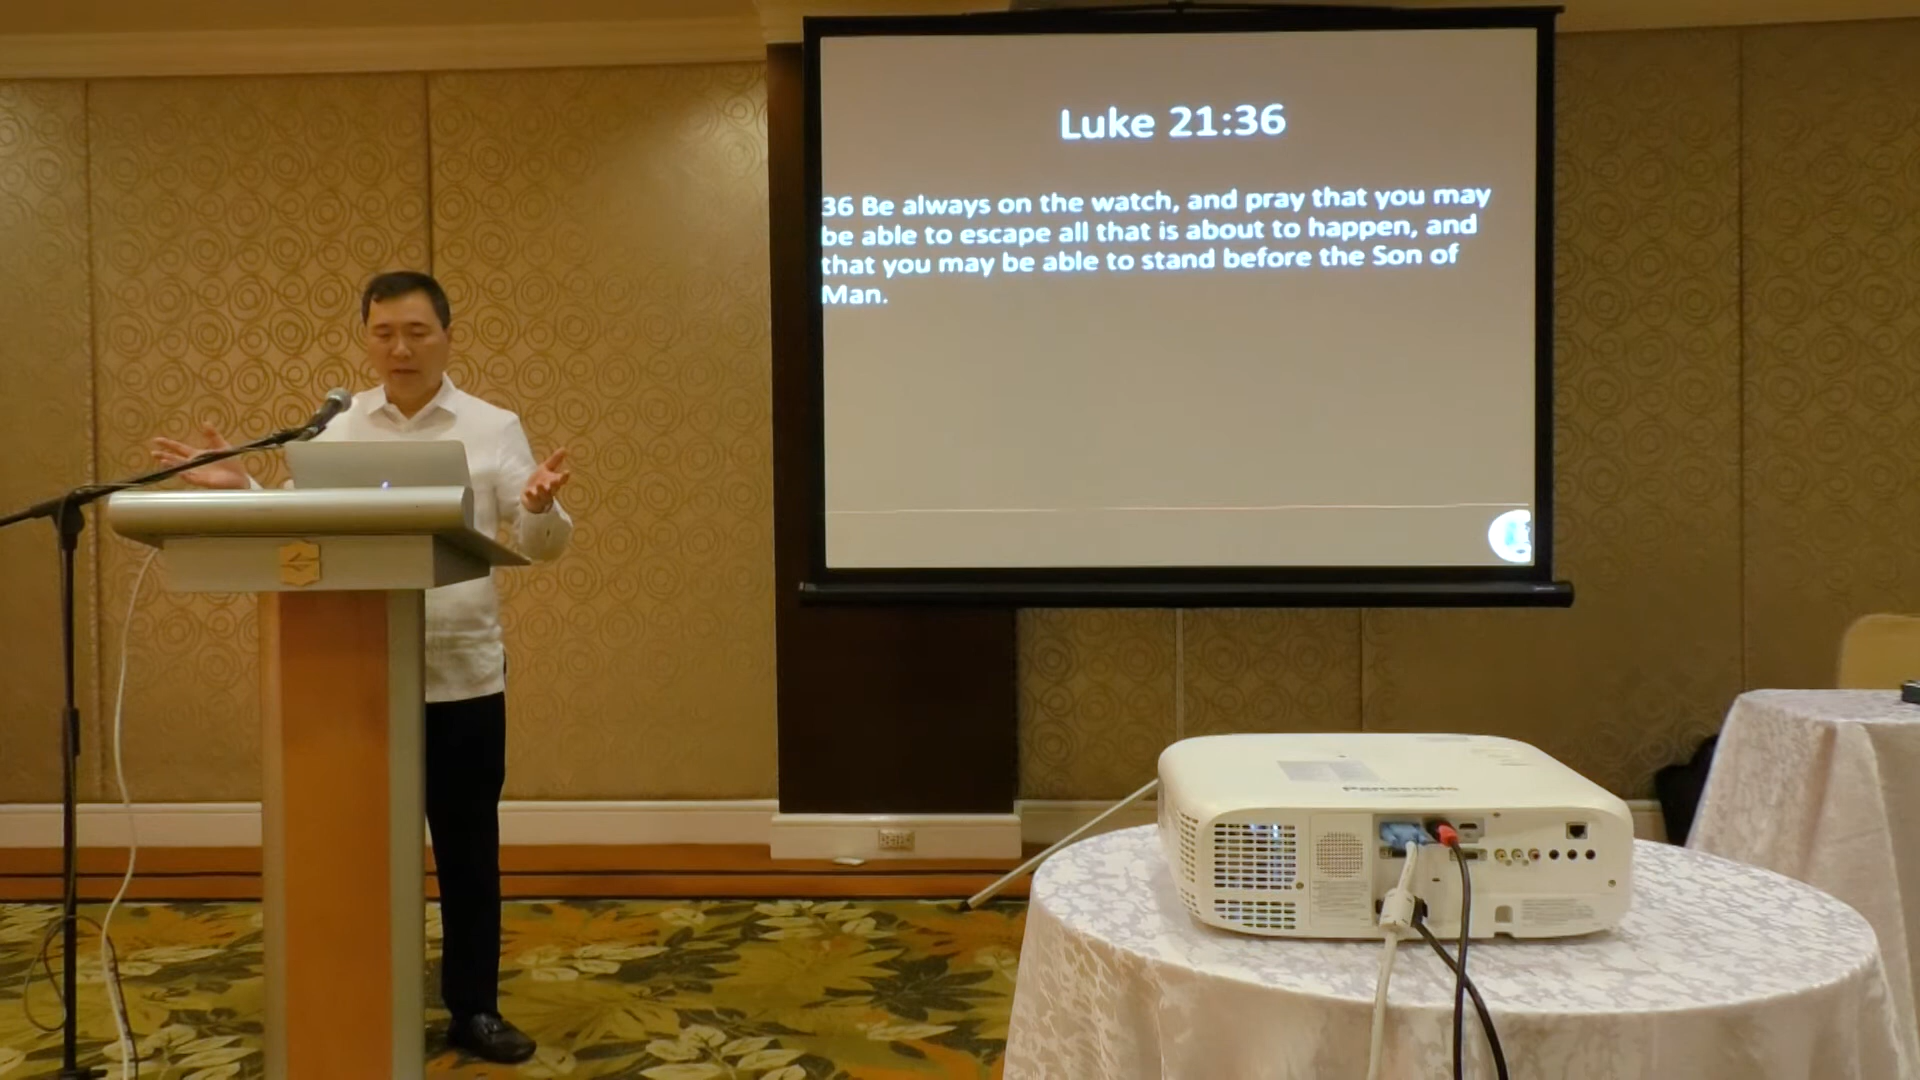 Luke 21:36
36 Be always on the watch, and pray that you may
be able to escape all that is about to happen, and
that you may be able to stand before the Son of
Man.
Panasonic